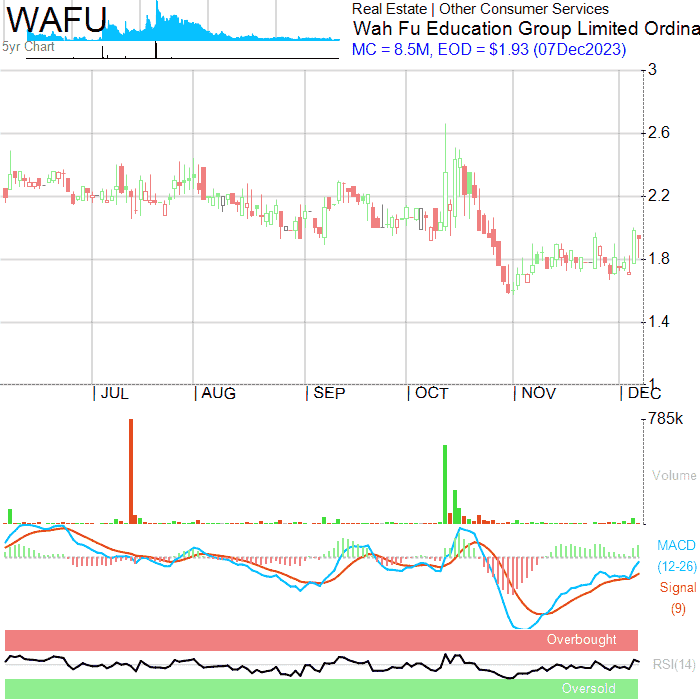 WAFU
5yr Chart
Real Estate | Other Consumer Services
Wah Fu Education Group Limited Ordina
MC = 8.5M, EOD = $1.93 (07Dec2023)
3
2.6
2.2
1.8
1.4
1
JUL AUG SEP OCT NOV DEC
785k
Volume
MACD
(12-26)
Signal
(9)
Overbought
RSI(14)
Oversold